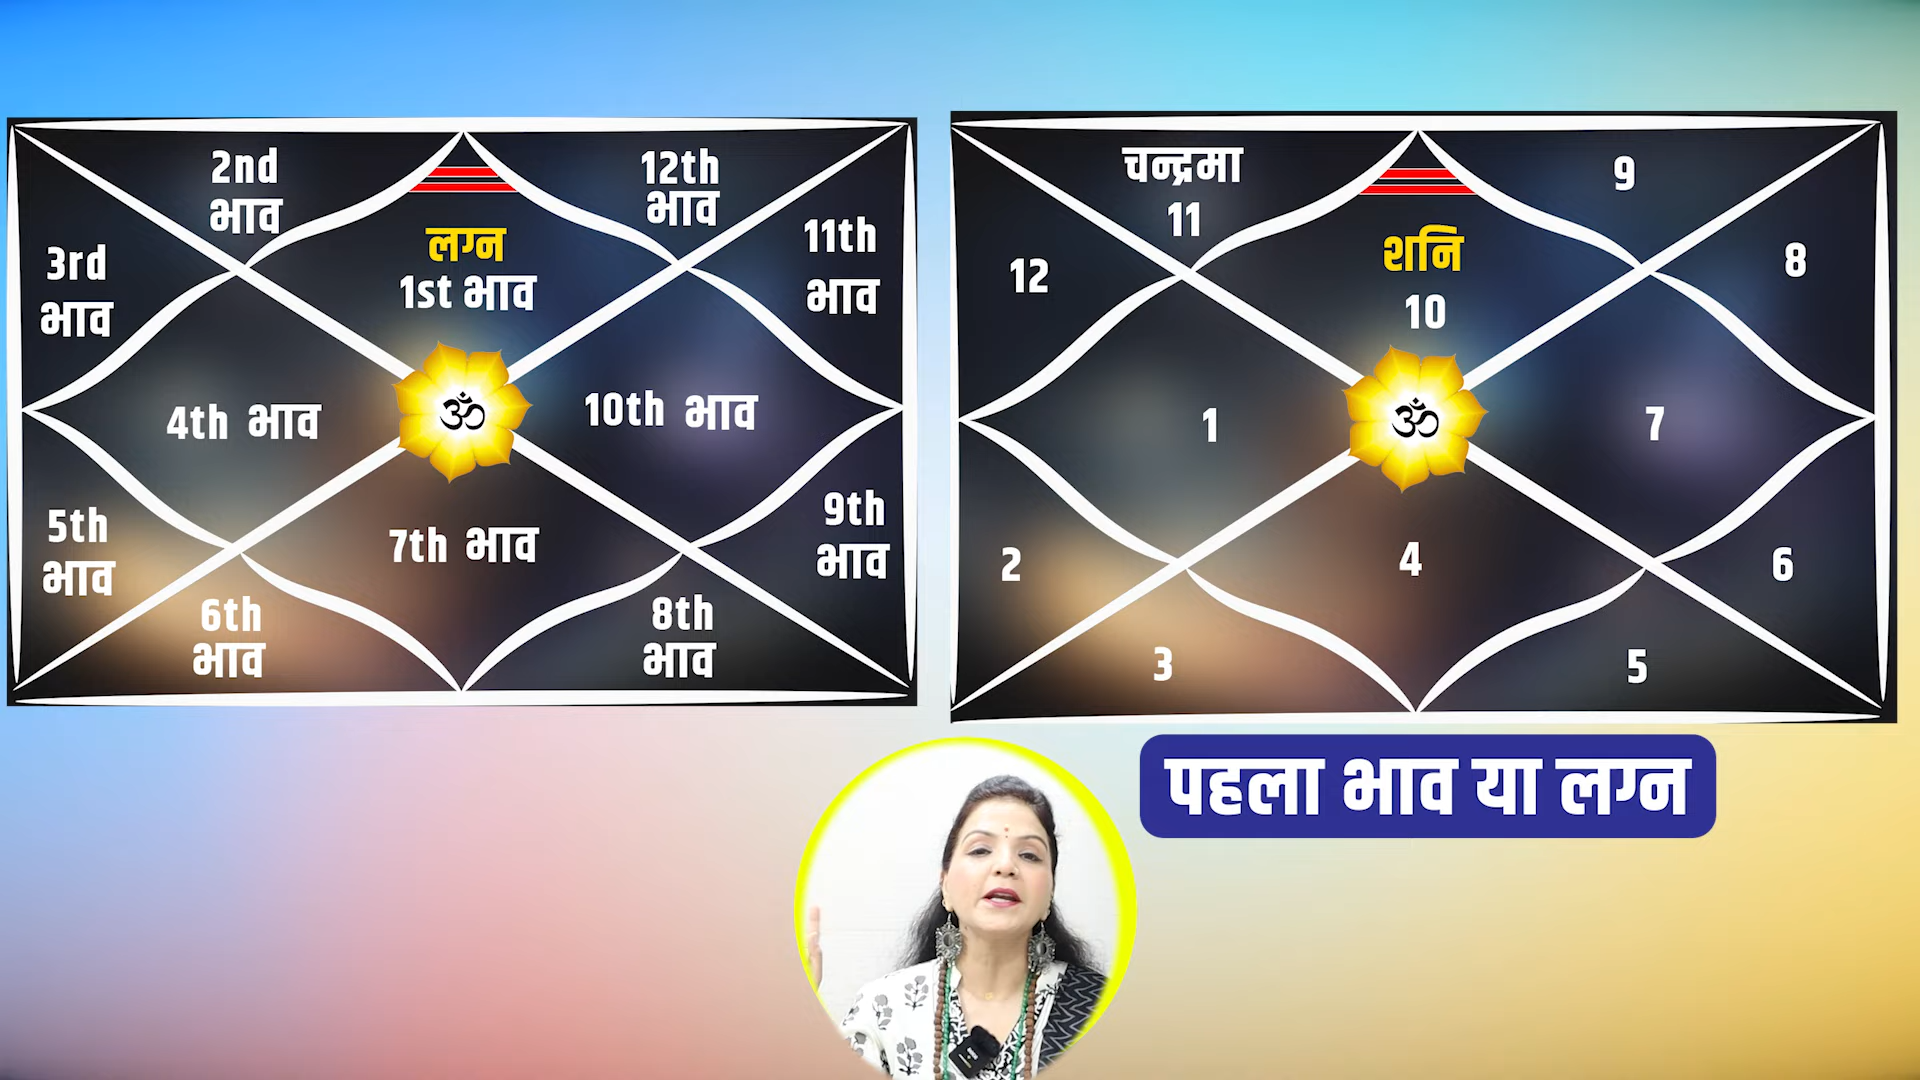 2nd
भाव
12th
भाव
3rd
भाव
लग्न
1st भाव
11th
भाव
4th भाव
ॐ
10th भाव
5th
भाव
7th भाव
9th
भाव
6th
भाव
8th
भाव
चन्द्रमा
11
9
12
शनि
10
8
1
ॐ
7
2
4
6
3
5
पहला भाव या लग्न